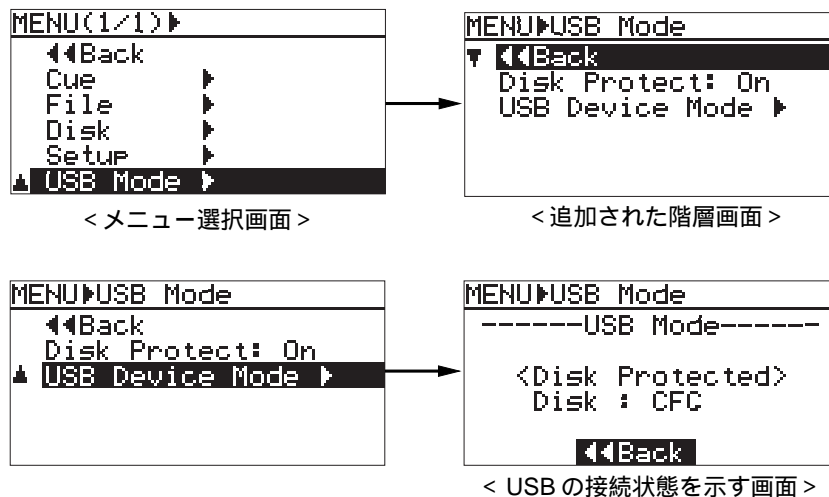 MENU(1/1)▶
◀◀Back
Cue ▶
File ▶
Disk ▶
Setup ▶
▲ USB Mode ▶
<メニュー選択画面>
MENU▶USB Mode
▼ ◀◀Back
Disk Protect: On
USB Device Mode ▶
<追加された階層画面>
MENU▶USB Mode
◀◀Back
Disk Protect: On
▲ USB Device Mode ▶
MENU▶USB Mode
------USB Mode------
<Disk Protected>
Disk : CFC
◀◀Back
< USBの接続状態を示す画面>